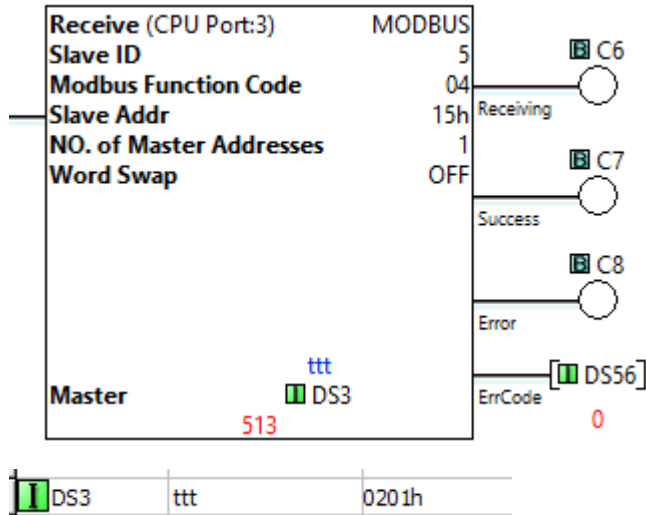 Receive (CPU Port:3) MODBUS
Slave ID 5
Modbus Function Code 04
Slave Addr 15h
NO. of Master Addresses 1
Word Swap OFF
B C6
Receiving
B C7
Success
B C8
Error
ttt
Master I DS3
513
I DS56
ErrCode
0
I DS3 ttt 0201h